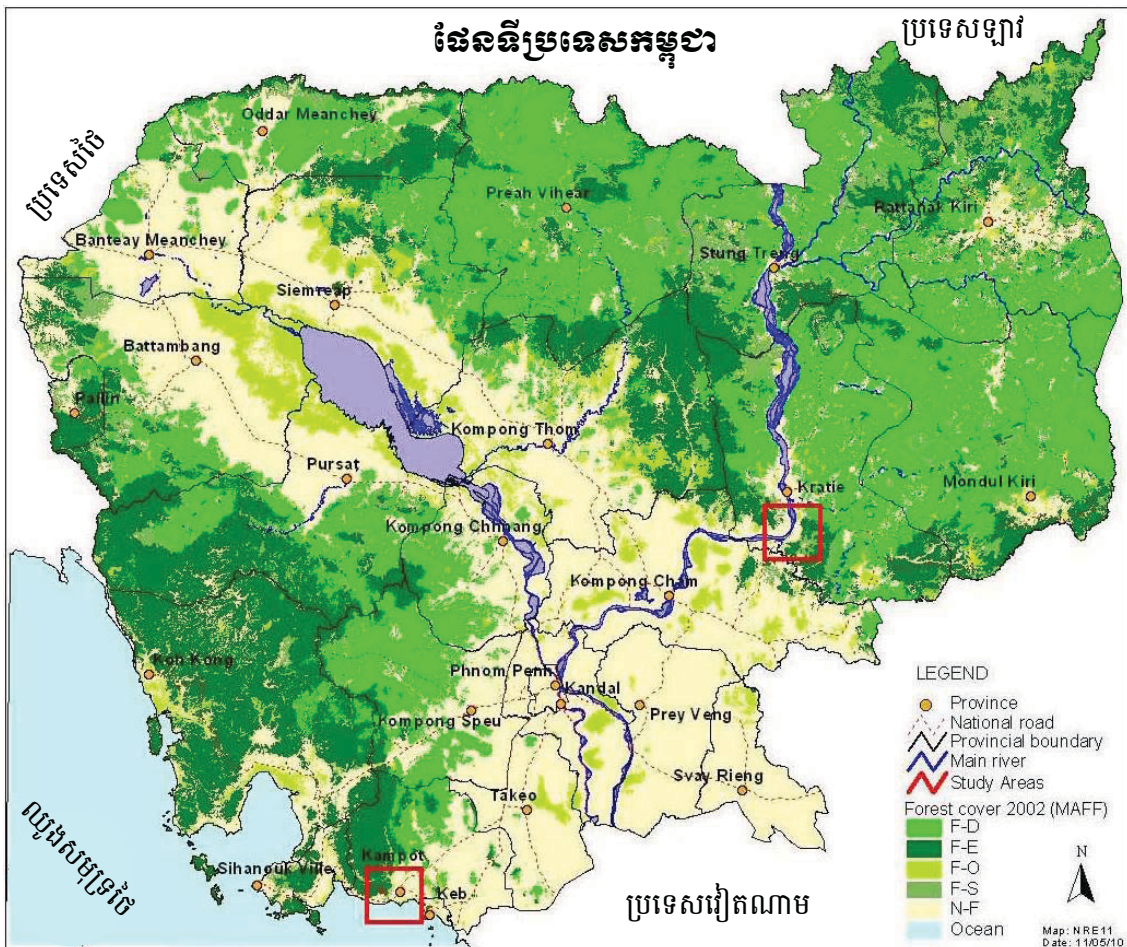 ផែនទីប្រទេសកម្ពុជា
ប្រទេសឡាវ
ប្រទេសថៃ
Oddar Meanchey
Preah Vihear
Rattanak Kiri
Banteay Meanchey
Stung Treng
Siemreap
Battambang
Pailin
Kompong Thom
Pursat
Kratie
Mondul Kiri
Kompong Chhnang
Kompong Cham
Koh Kong
Phnom Penh
Kandal
Kompong Speu
Prey Veng
Svay Rieng
Takeo
Kampot
Sihanouk Ville
Keb
ឈូងសមុទ្រថៃ
ប្រទេសវៀតណាម
LEGEND
Province
National road
Provincial boundary
Main river
Study Areas
Forest cover 2002 (MAFF)
F-D
F-E
F-O
F-S
N-F
Ocean
N
Map: NRE11
Date: 11/05/10